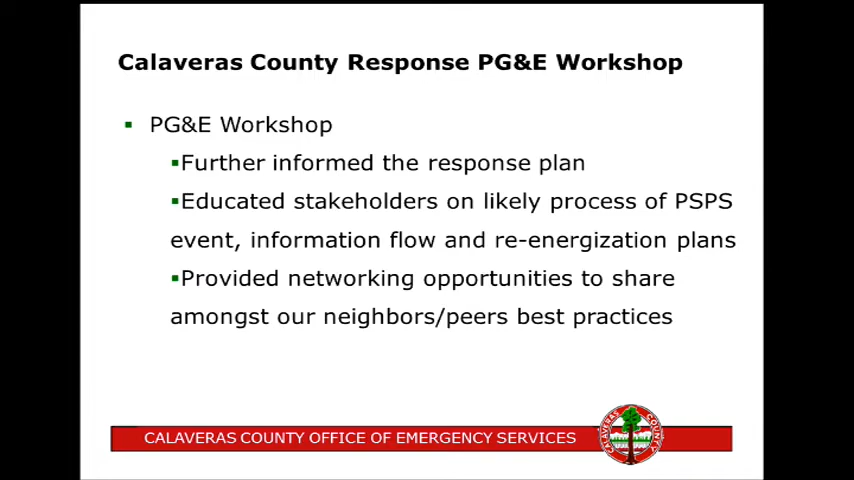 Calaveras County Response PG&E Workshop
▪ PG&E Workshop
▪Further informed the response plan
▪Educated stakeholders on likely process of PSPS
event, information flow and re-energization plans
▪Provided networking opportunities to share
amongst our neighbors/peers best practices
CALAVERAS COUNTY OFFICE OF EMERGENCY SERVICES
CALAVERAS COUNTY